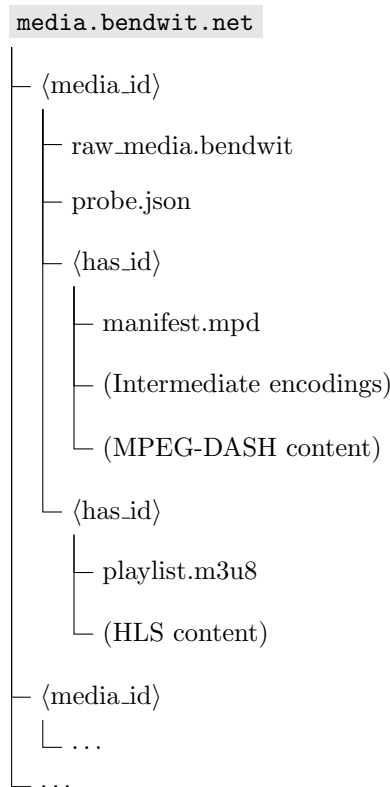 media.bendwit.net
⟨media_id⟩
raw_media.bendwit
probe.json
⟨has_id⟩
manifest.mpd
(Intermediate encodings)
(MPEG-DASH content)
⟨has_id⟩
playlist.m3u8
(HLS content)
⟨media_id⟩
...
...